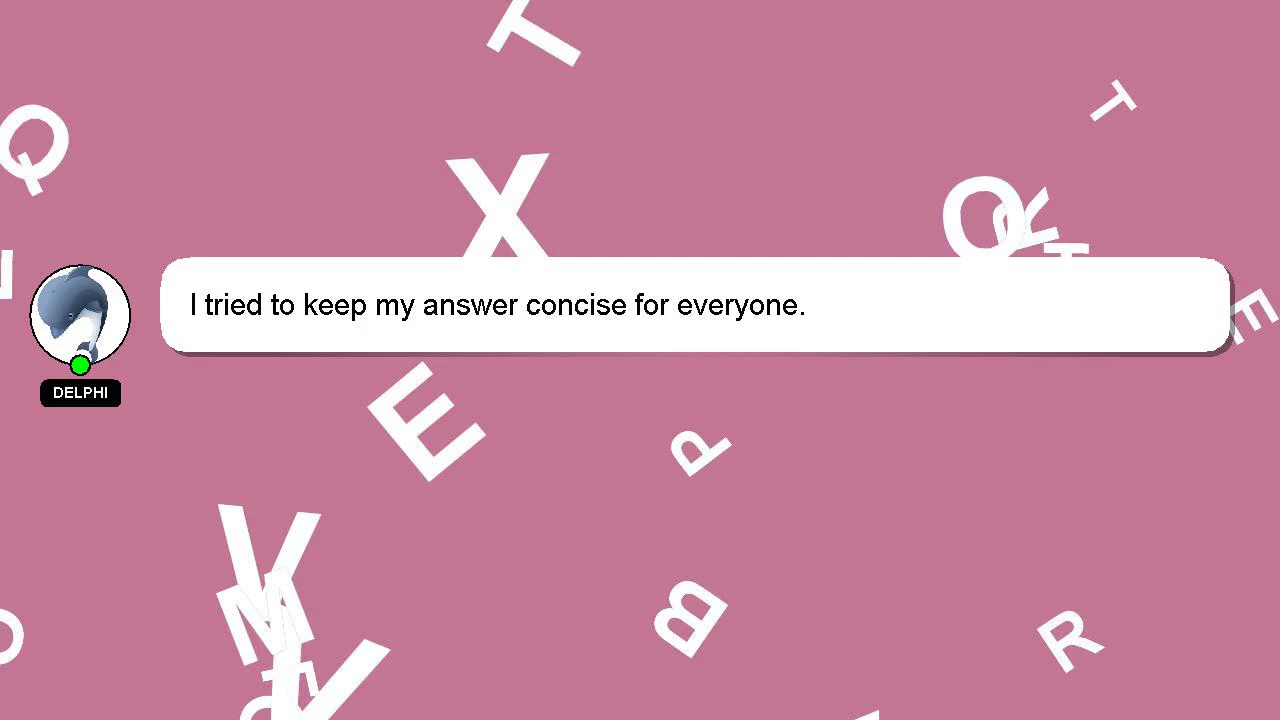 T
T
Q
X
Q
R
E
I tried to keep my answer concise for everyone.
DELPHI
E
P
V
M
B
R
V